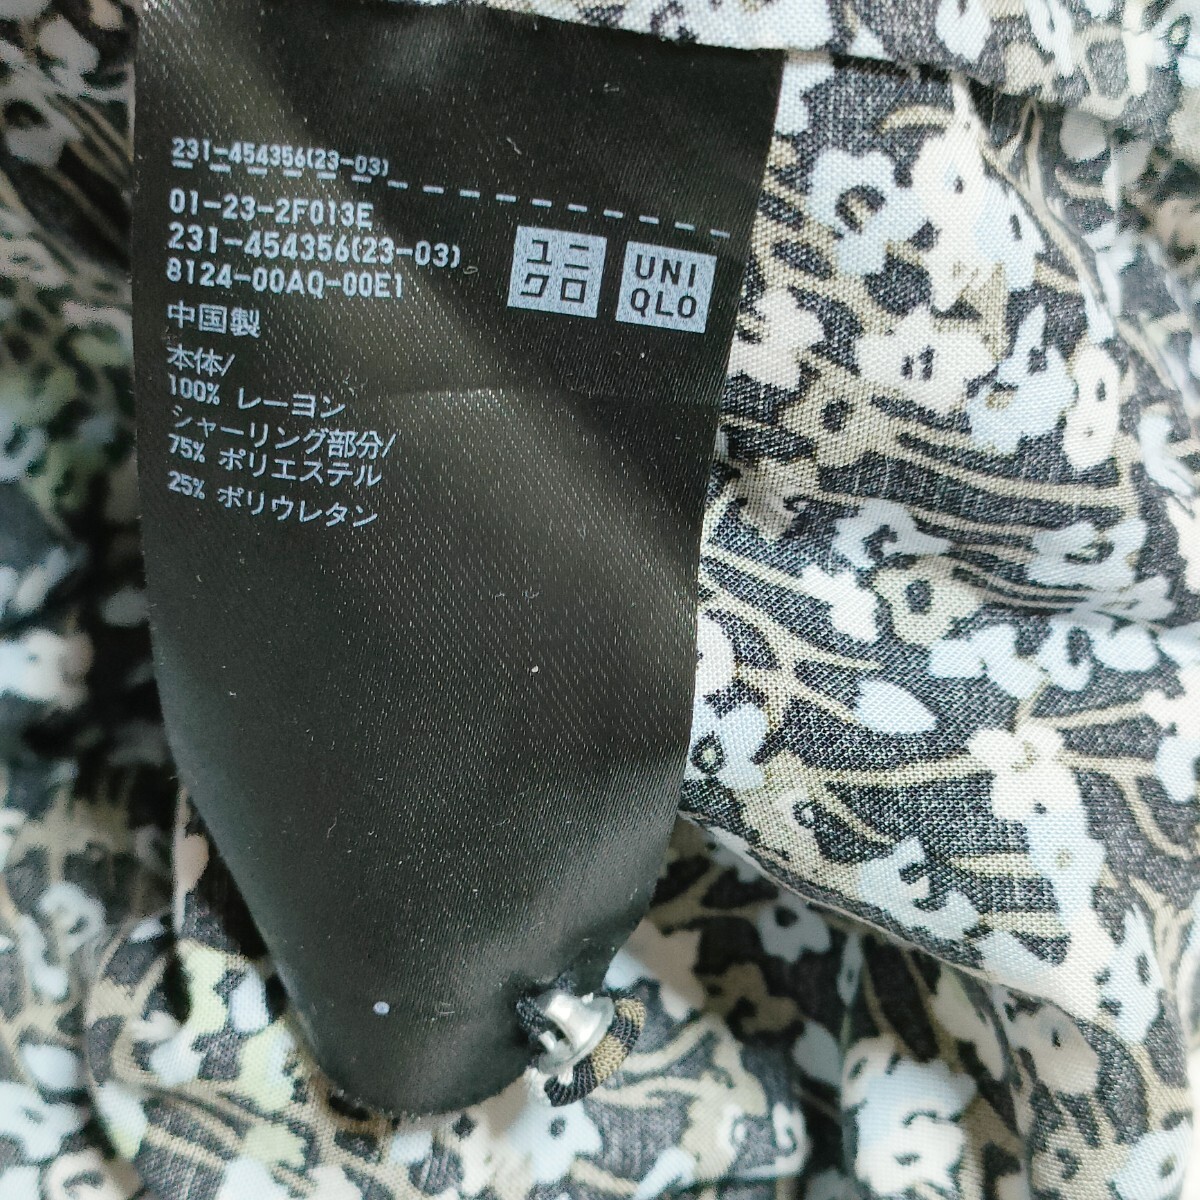 231-454356(23-03)
01-23-2F013E
231-454356(23-03)
8124-00AQ-00E1
ユニ
クロ
UNI
QLO
中国製
本体/
100% レーヨン
シャーリング部分/
75% ポリエステル
25% ポリウレタン